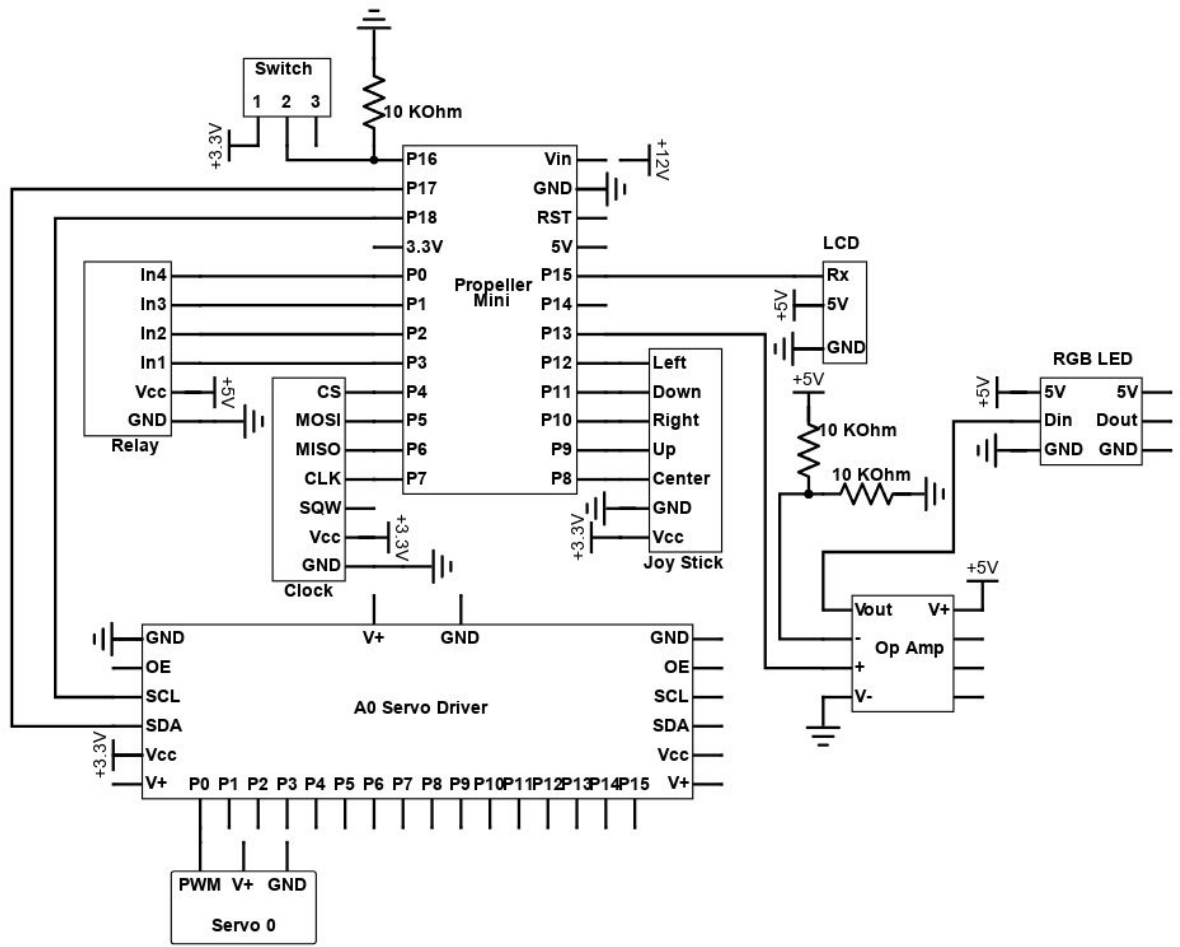 Switch
1 2 3
+3.3V
10 KOhm
+12V
P16
P17
P18
3.3V
P0
P1
P2
P3
P4
P5
P6
P7
Propeller
Mini
Vin
GND
RST
5V
P15
P14
P13
P12
P11
P10
P9
P8
In4
In3
In2
In1
Vcc
GND
+5V
Relay
CS
MOSI
MISO
CLK
SQW
Vcc
GND
+3.3V
Clock
Left
Down
Right
Up
Center
GND
Vcc
+3.3V
Joy Stick
LCD
Rx
5V
GND
+5V
+5V
10 KOhm
10 KOhm
RGB LED
+5V
5V 5V
Din Dout
GND GND
+5V
Vout V+
-
Op Amp
+
V-
V+ GND
GND
OE
SCL
SDA
Vcc
V+
+3.3V
A0 Servo Driver
GND
OE
SCL
SDA
Vcc
V+
P0 P1 P2 P3 P4 P5 P6 P7 P8 P9 P10 P11 P12 P13 P14 P15
PWM V+ GND
Servo 0